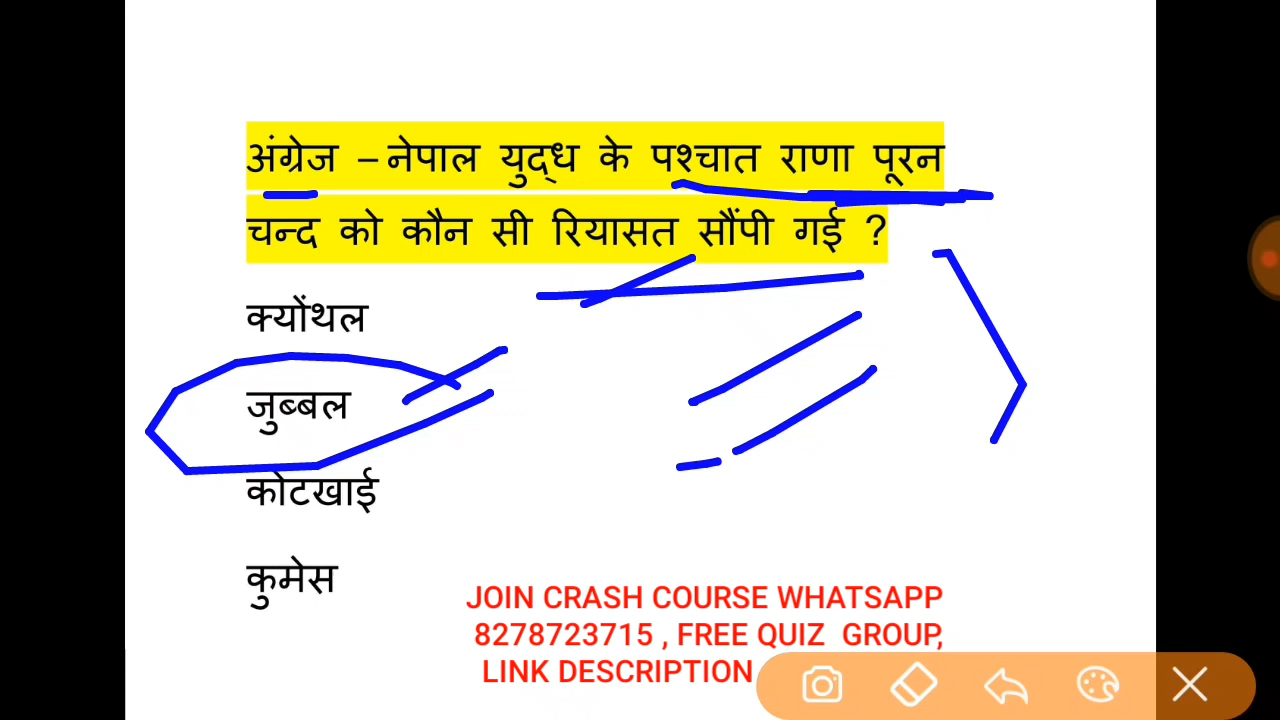 अंग्रेज – नेपाल युद्ध के पश्चात राणा पूरन
चन्द को कौन सी रियासत सौंपी गई ?
क्योंथल
जुब्बल
कोटखाई
कुमेस
JOIN CRASH COURSE WHATSAPP
8278723715 , FREE QUIZ GROUP,
LINK DESCRIPTION